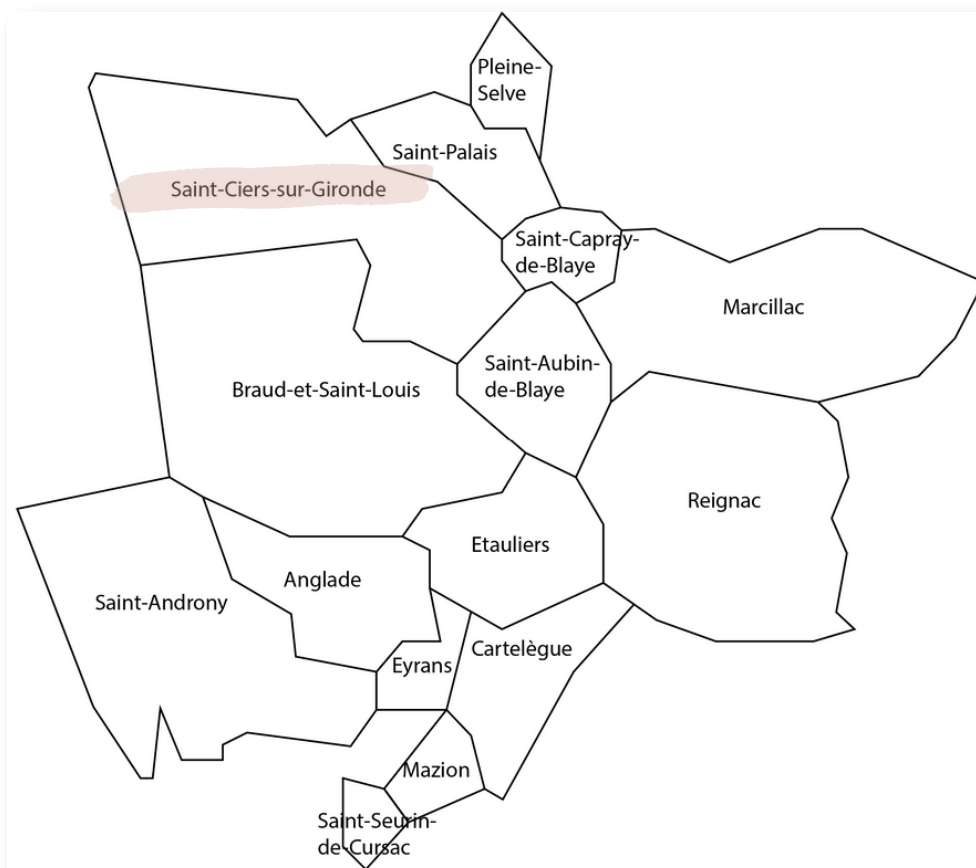 Pleine-
Selve
Saint-Palais
Saint-Ciers-sur-Gironde
Saint-Capray-
de-Blaye
Marcillac
Saint-Aubin-
de-Blaye
Braud-et-Saint-Louis
Reignac
Etauliers
Anglade
Saint-Androny
Cartelègue
Eyrans
Mazion
Saint-Seurin-
de-Cursac